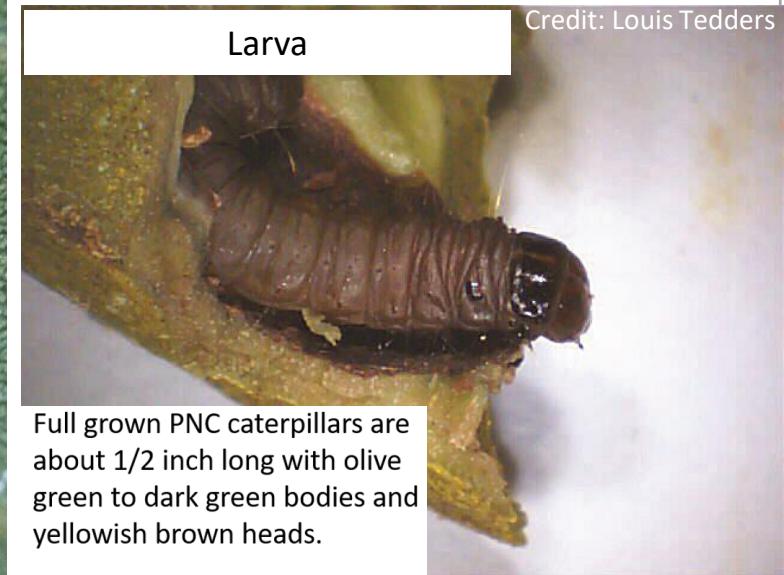 Credit: Louis Tedders
Larva
Full grown PNC caterpillars are
about 1/2 inch long with olive
green to dark green bodies and
yellowish brown heads.